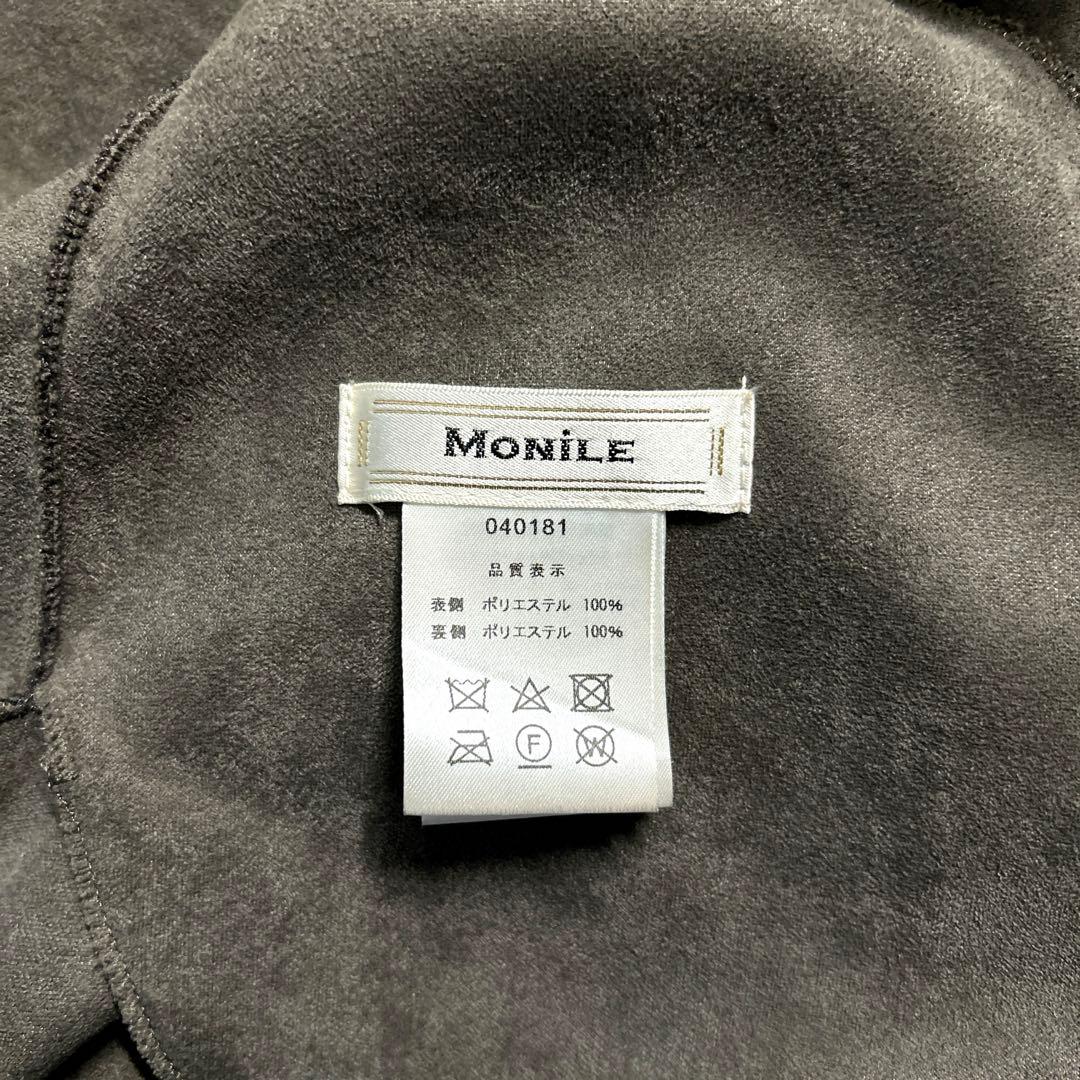 MONiLE
040181
品質表示
表側 ポリエステル 100%
裏側 ポリエステル 100%
F W